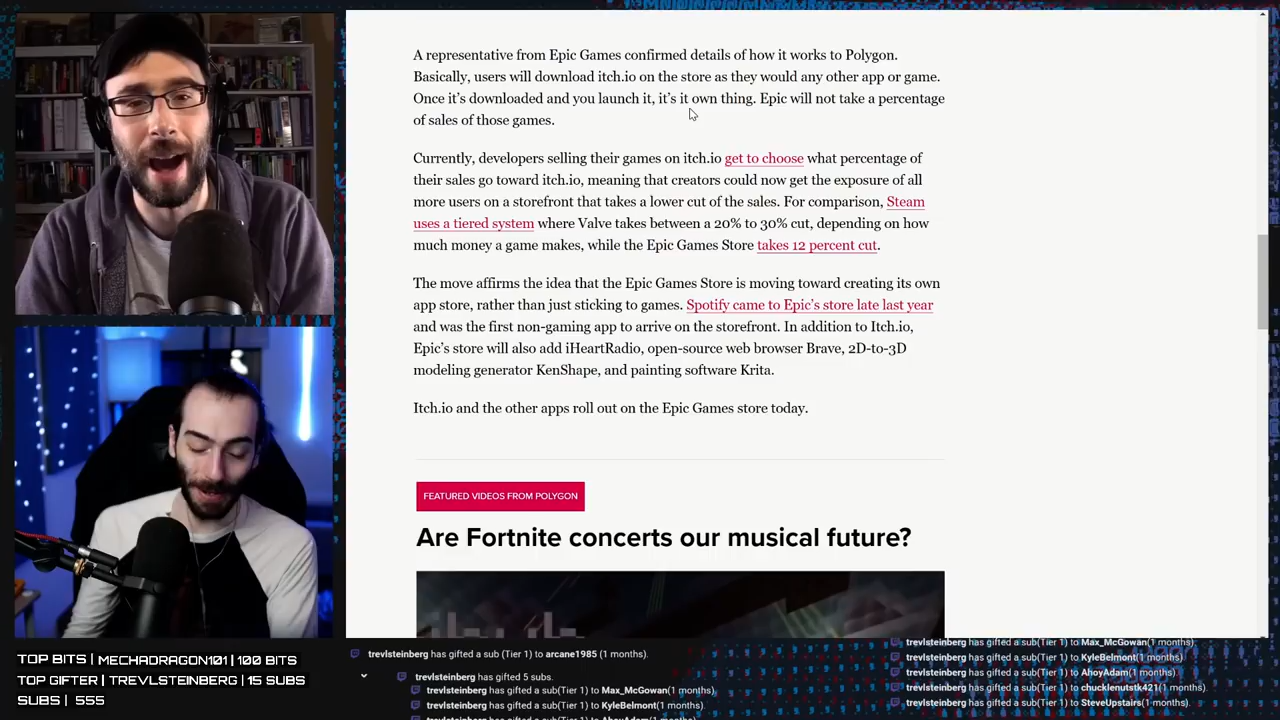 A representative from Epic Games confirmed details of how it works to Polygon.
Basically, users will download itch.io on the store as they would any other app or game.
Once it's downloaded and you launch it, it's it own thing. Epic will not take a percentage
of sales of those games.
Currently, developers selling their games on itch.io get to choose what percentage of
their sales go toward itch.io, meaning that creators could now get the exposure of all
more users on a storefront that takes a lower cut of the sales. For comparison, Steam
uses a tiered system where Valve takes between a 20% to 30% cut, depending on how
much money a game makes, while the Epic Games Store takes 12 percent cut.
The move affirms the idea that the Epic Games Store is moving toward creating its own
app store, rather than just sticking to games. Spotify came to Epic's store late last year
and was the first non-gaming app to arrive on the storefront. In addition to Itch.io,
Epic's store will also add iHeartRadio, open-source web browser Brave, 2D-to-3D
modeling generator KenShape, and painting software Krita.
Itch.io and the other apps roll out on the Epic Games store today.
FEATURED VIDEOS FROM POLYGON
Are Fortnite concerts our musical future?
TOP BITS | MECHADRAGON101 | 100 BITS
TOP GIFTER | TREVLSTEINBERG | 15 SUBS
SUBS | 555
trevlsteinberg has gifted a sub (Tier 1) to arcane1985 (1 months).
trevlsteinberg has gifted 5 subs.
trevlsteinberg has gifted a sub(Tier 1) to Max_McGowan(1 months).
trevlsteinberg has gifted a sub(Tier 1) to KyleBelmont(1 months).
trevlsteinberg has gifted a sub(Tier 1) to AhoyAdam(1 months).
trevlsteinberg has gifted a sub(Tier 1) to Max_McGowan(1 months).
trevlsteinberg has gifted a sub(Tier 1) to KyleBelmont(1 months).
trevlsteinberg has gifted a sub(Tier 1) to AhoyAdam(1 months).
trevlsteinberg has gifted a sub(Tier 1) to chucklenutstk421(1 months).
trevlsteinberg has gifted a sub(Tier 1) to SteveUpstairs(1 months).